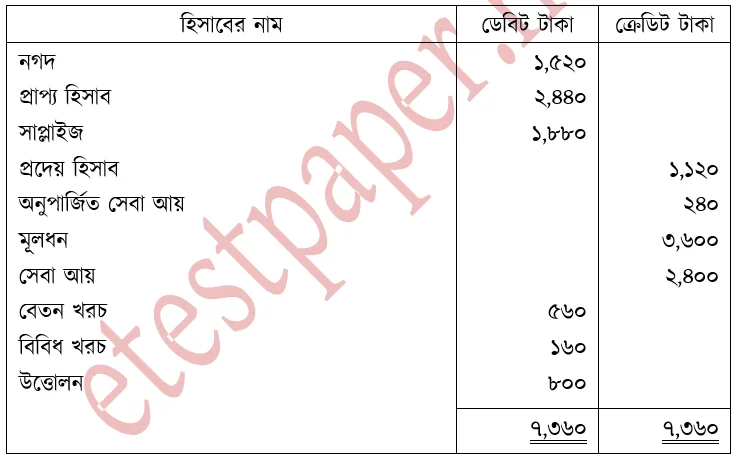 হিসাবের নাম ডেবিট টাকা ক্রেডিট টাকা
নগদ ১,৫২০
প্রাপ্য হিসাব ২,৪৪০
সাপ্লাইজ ১,৮৮০
প্রদেয় হিসাব ১,১২০
অনুপার্জিত সেবা আয় ২৪০
মূলধন ৩,৬০০
সেবা আয় ২,৪০০
বেতন খরচ ৫৬০
বিবিধ খরচ ১৬০
উত্তোলন ৮০০
৭,৩৬০ ৭,৩৬০